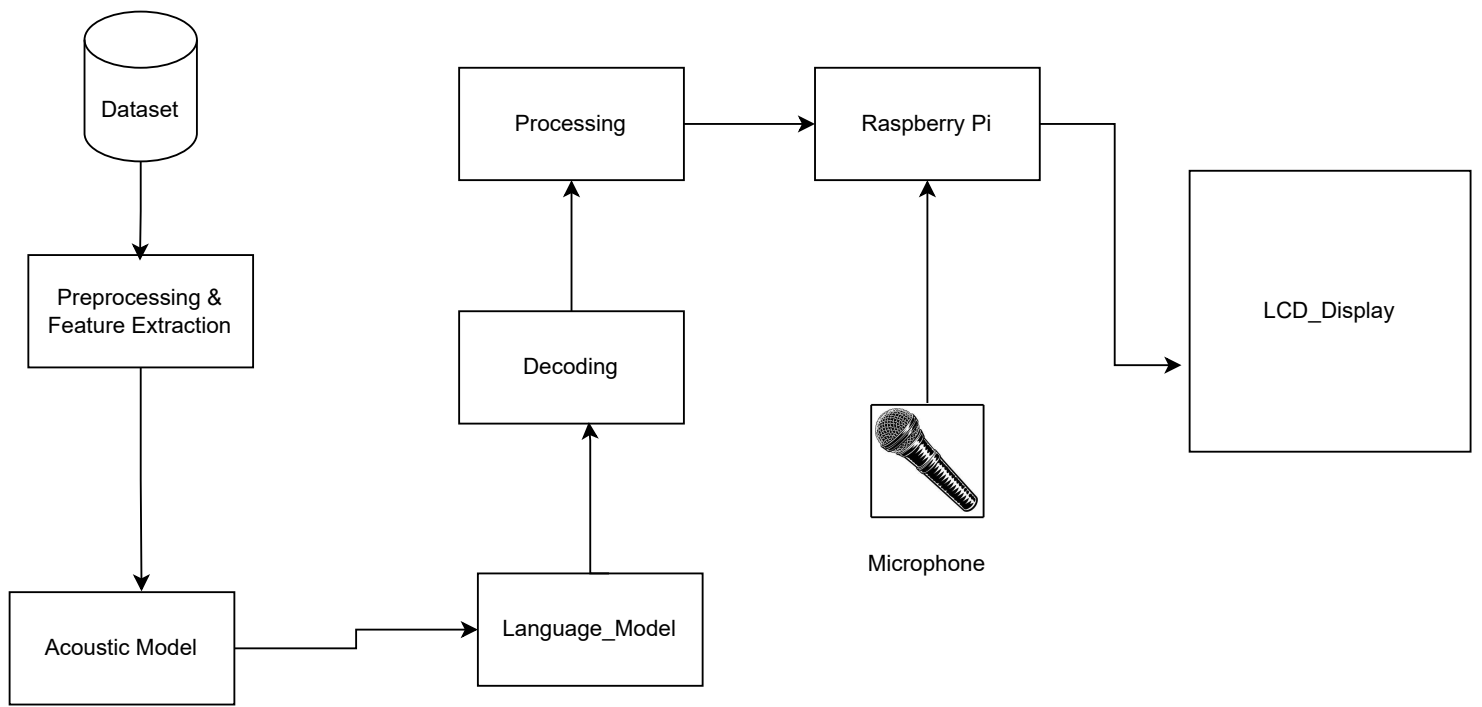 Dataset
Preprocessing &
Feature Extraction
Acoustic Model
Language_Model
Decoding
Processing
Raspberry Pi
Microphone
LCD_Display